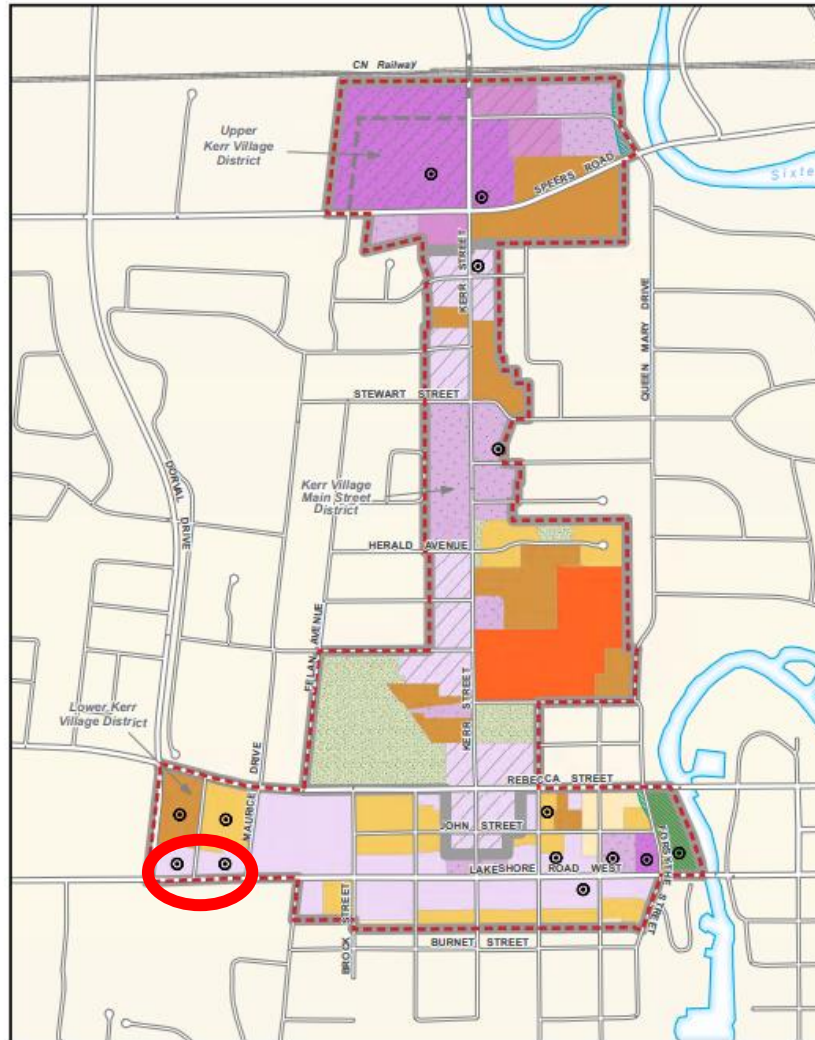 CN Railway
Upper
Kerr Village
District
SPEERS ROAD
Sixte
KERR STREET
QUEEN MARY DRIVE
STEWART STREET
DORVAL DRIVE
Kerr Village
Main Street
District
HERALD AVENUE
FELAN AVENUE
Lower Kerr
Village District
KERR STREET
MAURICE DRIVE
REBECCA STREET
JOHN STREET
FORSYTHE STREET
LAKESHORE ROAD WEST
BROCK STREET
BURNET STREET